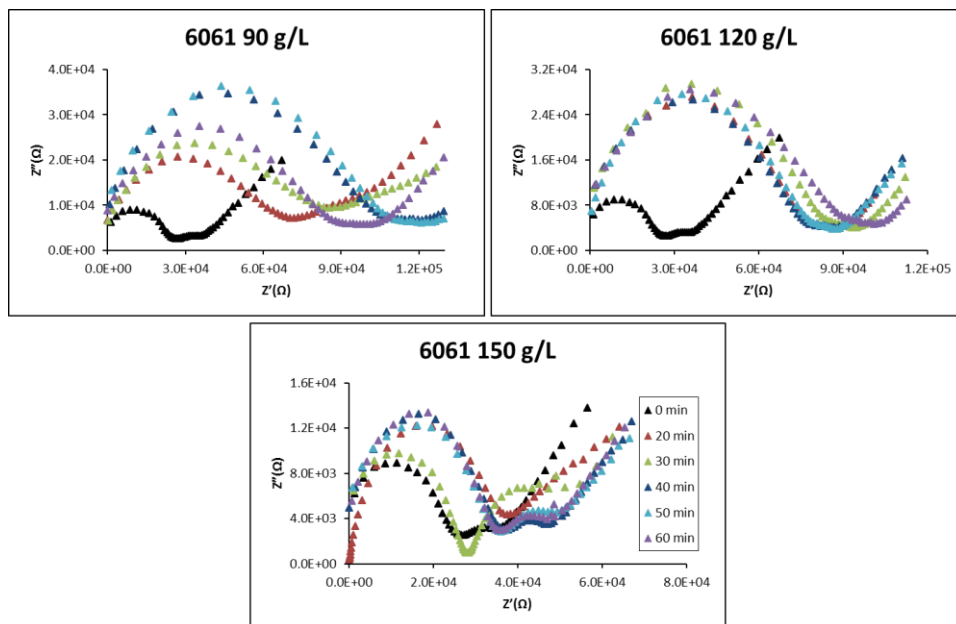 6061 90 g/L
Z''(Ω)
4.0E+04
3.0E+04
2.0E+04
1.0E+04
0.0E+00
0.0E+00 3.0E+04 6.0E+04 9.0E+04 1.2E+05
Z'(Ω)
6061 120 g/L
Z''(Ω)
3.2E+04
2.4E+04
1.6E+04
8.0E+03
0.0E+00
0.0E+00 3.0E+04 6.0E+04 9.0E+04 1.2E+05
Z'(Ω)
6061 150 g/L
Z''(Ω)
1.6E+04
1.2E+04
8.0E+03
4.0E+03
0.0E+00
0.0E+00 2.0E+04 4.0E+04 6.0E+04 8.0E+04
Z'(Ω)
0 min
20 min
30 min
40 min
50 min
60 min